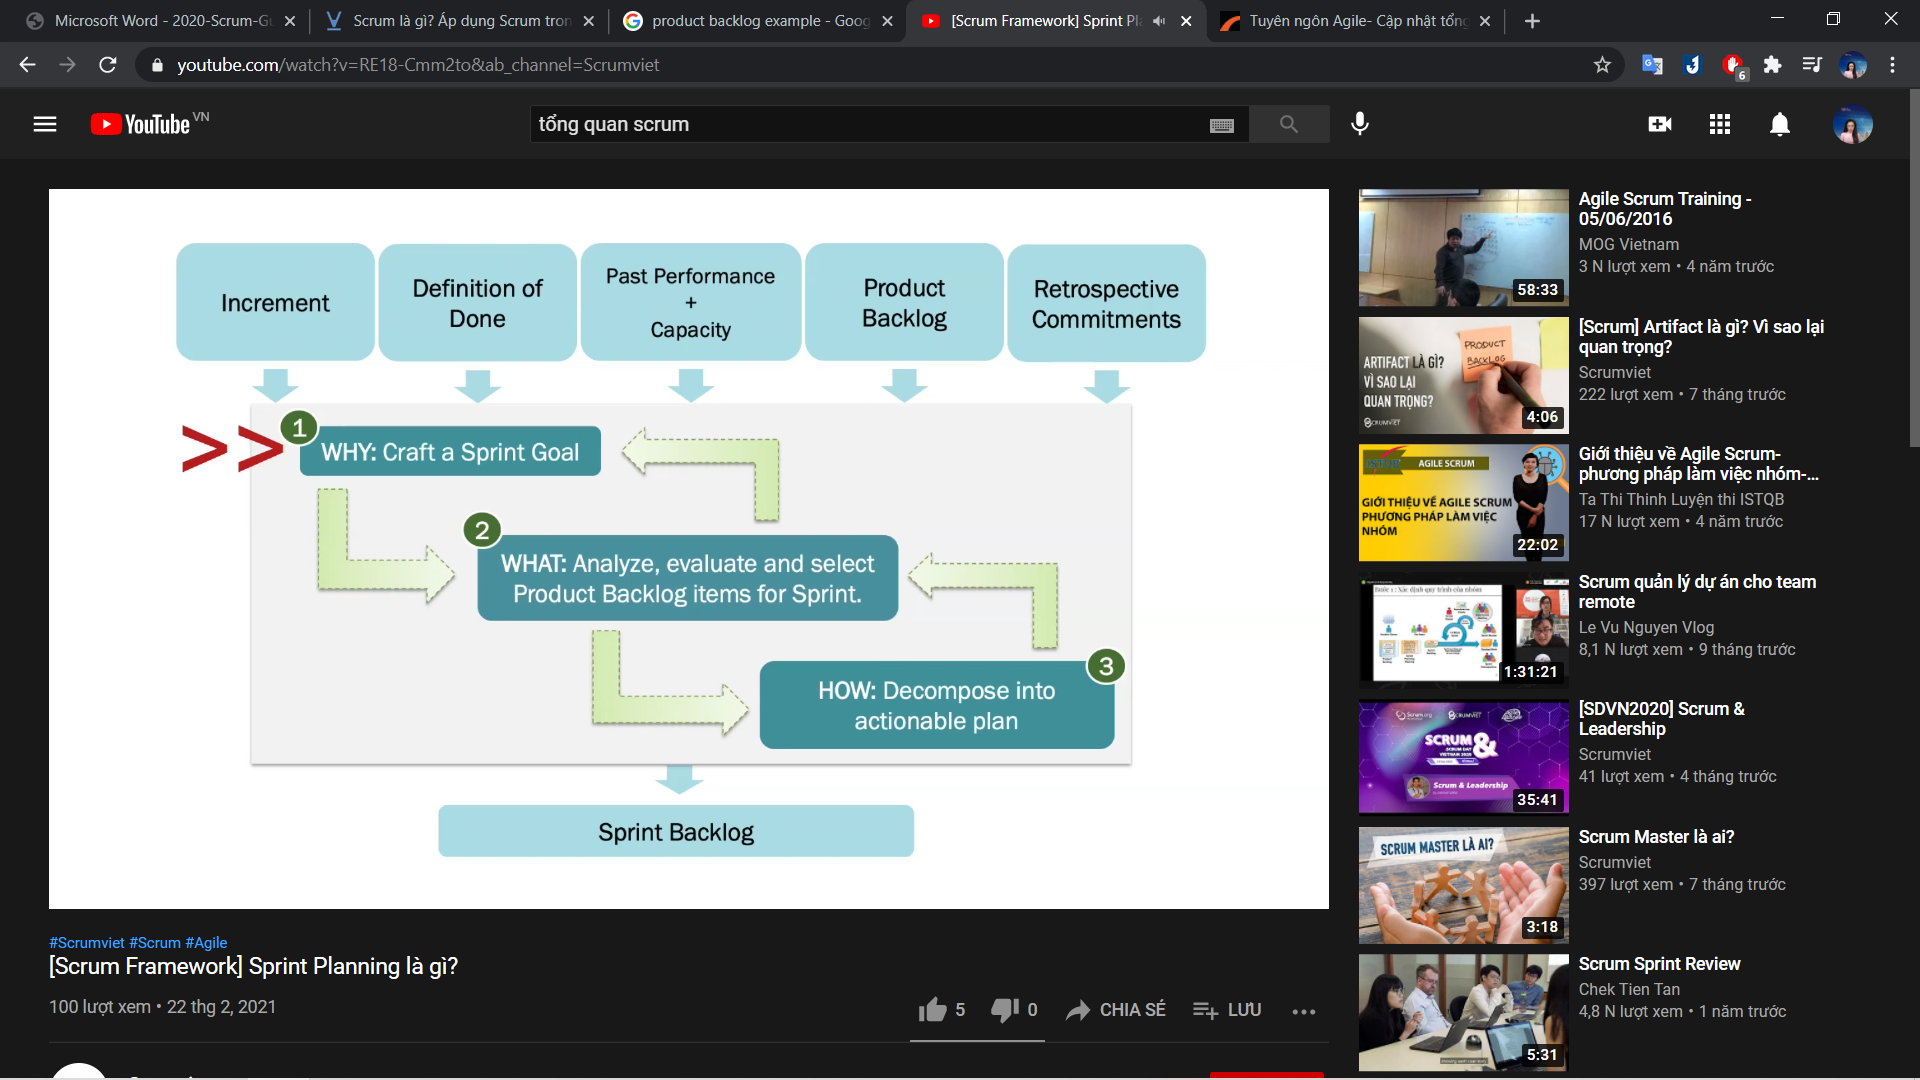 Microsoft Word - 2020-Scrum-Gu
Scrum là gì? Áp dụng Scrum tron
product backlog example - Goog
[Scrum Framework] Sprint Pla
Tuyên ngôn Agile- Cập nhật tổng
youtube.com/watch?v=RE18-Cmm2to&ab_channel=Scrumviet
6
YouTube VN
tổng quan scrum
Increment
Definition of
Done
Past Performance
+
Capacity
Product
Backlog
Retrospective
Commitments
>>
1
WHY: Craft a Sprint Goal
2
WHAT: Analyze, evaluate and select
Product Backlog items for Sprint.
3
HOW: Decompose into
actionable plan
Sprint Backlog
#Scrumviet #Scrum #Agile
[Scrum Framework] Sprint Planning là gì?
100 lượt xem • 22 thg 2, 2021
5
0
CHIA SẺ
LƯU
58:33
Agile Scrum Training -
05/06/2016
MOG Vietnam
3 N lượt xem • 4 năm trước
PRODUCT
BACKLOG
ARTIFACT LÀ GÌ?
VÌ SAO LẠI
QUAN TRỌNG?
SCRUMVIET
4:06
[Scrum] Artifact là gì? Vì sao lại
quan trọng?
Scrumviet
222 lượt xem • 7 tháng trước
AGILE SCRUM
GIỚI THIỆU VỀ AGILE SCRUM
PHƯƠNG PHÁP LÀM VIỆC
NHÓM
22:02
Giới thiệu về Agile Scrum-
phương pháp làm việc nhóm-...
Ta Thi Thinh Luyện thi ISTQB
17 N lượt xem • 4 năm trước
1:31:21
Scrum quản lý dự án cho team
remote
Le Vu Nguyen Vlog
8,1 N lượt xem • 9 tháng trước
Scrum.org
SCRUMVIET
SCRUM &
SCRUM DAY
VIETNAM 2020
Scrum & Leadership
35:41
[SDVN2020] Scrum &
Leadership
Scrumviet
41 lượt xem • 4 tháng trước
SCRUM MASTER LÀ AI?
3:18
Scrum Master là ai?
Scrumviet
397 lượt xem • 7 tháng trước
5:31
Scrum Sprint Review
Chek Tien Tan
4,8 N lượt xem • 1 năm trước